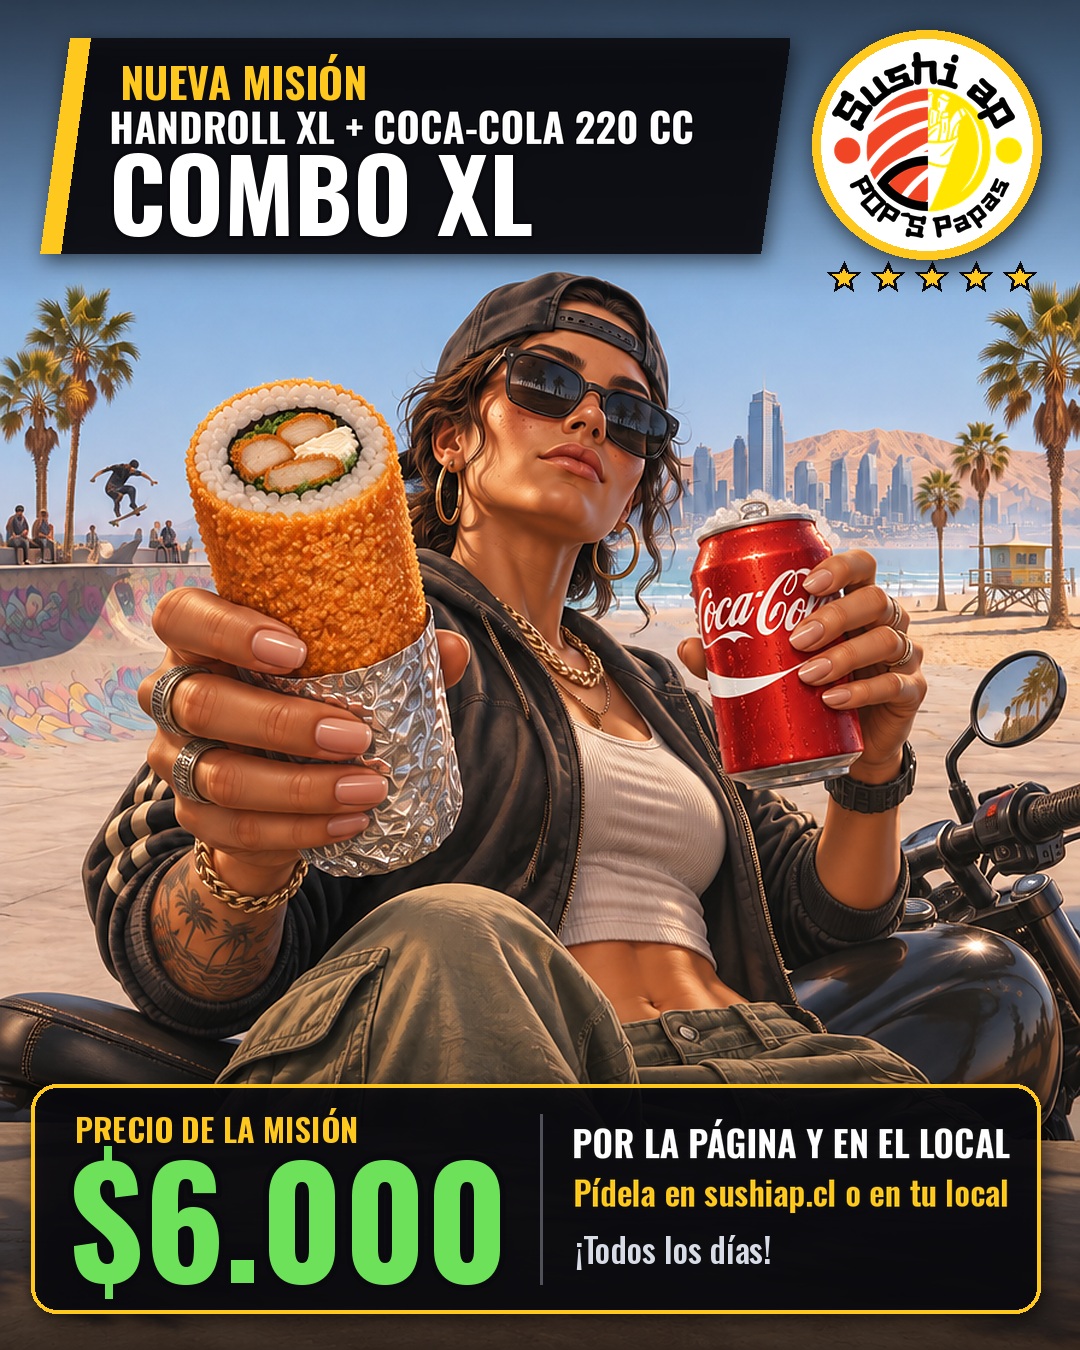 NUEVA MISIÓN
HANDROLL XL + COCA-COLA 220 CC
COMBO XL
Sushi ap
POP'S Papas
Coca-Cola
PRECIO DE LA MISIÓN
$6.000
POR LA PÁGINA Y EN EL LOCAL
Pídela en sushiap.cl o en tu local
¡Todos los días!